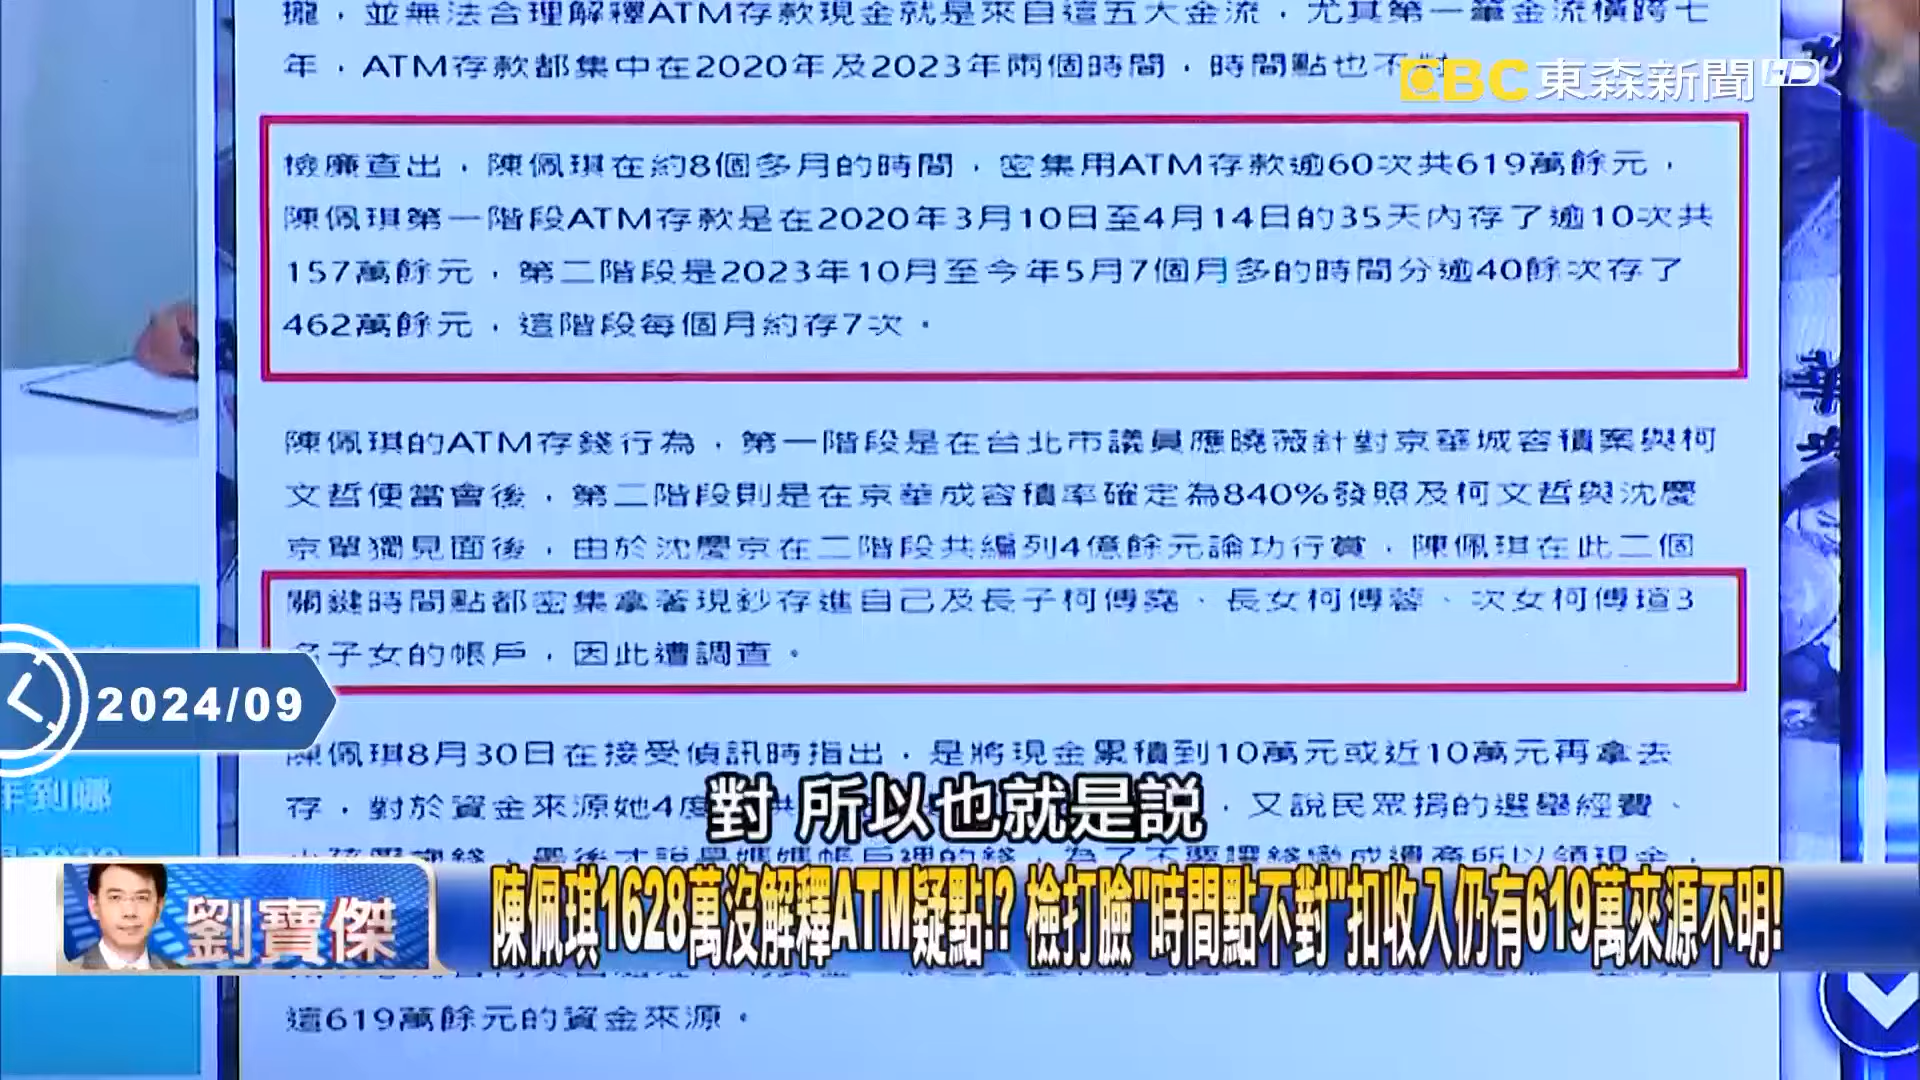 攏，並無法合理解釋ATM存款現金就是來自這五大金流，尤其第一筆金流橫跨七
年，ATM存款都集中在2020年及2023年兩個時間，時間點也不對
EBC 東森新聞 HD
檢廉查出，陳佩琪在約8個多月的時間，密集用ATM存款逾60次共619萬餘元，
陳佩琪第一階段ATM存款是在2020年3月10日至4月14日的35天內存了逾10次共
157萬餘元，第二階段是2023年10月至今年5月7個月多的時間分逾40餘次存了
462萬餘元，這階段每個月約存7次。
陳佩琪的ATM存錢行為，第一階段是在台北市議員應曉薇針對京華城容積案與柯
文哲便當會後，第二階段則是在京華成容積率確定為840%發照及柯文哲與沈慶
京單獨見面後，由於沈慶京在二階段共編列4億餘元論功行賞，陳佩琪在此二個
關鍵時間點都密集拿著現鈔存進自己及長子柯傅堯、長女柯傅蓉、次女柯傅瑄3
名子女的帳戶，因此遭調查。
2024/09
陳佩琪8月30日在接受偵訊時指出，是將現金累積到10萬元或近10萬元再拿去
存，對於資金來源她4度，又說民眾捐的選舉經費、
對 所以也就是說
劉寶傑
陳佩琪1628萬沒解釋ATM疑點!? 檢打臉"時間點不對"扣收入仍有619萬來源不明!
這619萬餘元的資金來源。